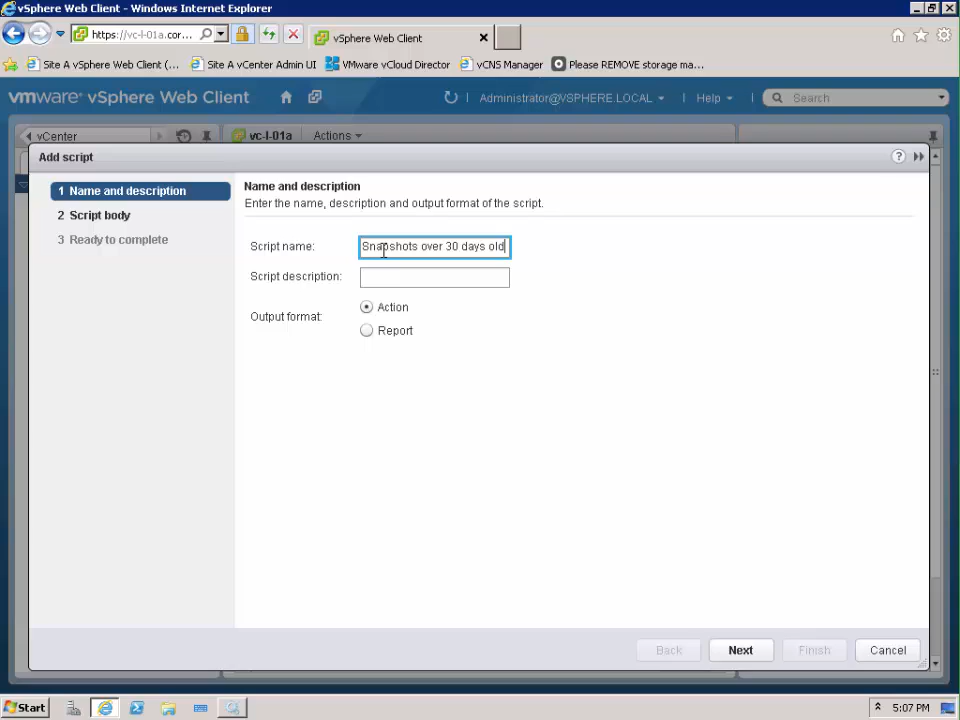 vSphere Web Client - Windows Internet Explorer
https://vc-l-01a.cor...
vSphere Web Client
Site A vSphere Web Client (...
Site A vCenter Admin UI
VMware vCloud Director
vCNS Manager
Please REMOVE storage ma...
vmware® vSphere Web Client
Administrator@VSPHERE.LOCAL
Help
Search
vCenter
vc-l-01a
Actions
Add script
1 Name and description
2 Script body
3 Ready to complete
Name and description
Enter the name, description and output format of the script.
Script name:
Snapshots over 30 days old
Script description:
Output format:
Action
Report
Back
Next
Finish
Cancel
Start
5:07 PM